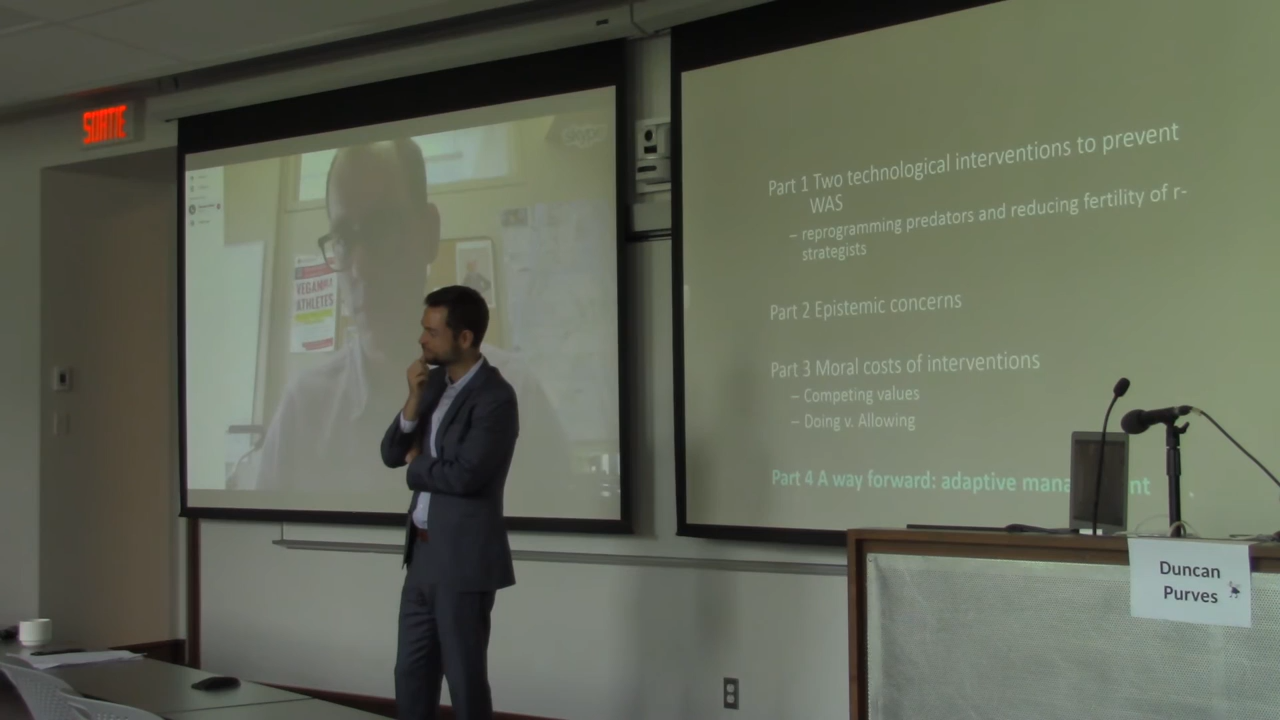 SORTIE
skype
VEGAN
ATHLETES
Part 1 Two technological interventions to prevent
WAS
– reprogramming predators and reducing fertility of r-
strategists
Part 2 Epistemic concerns
Part 3 Moral costs of interventions
– Competing values
– Doing v. Allowing
Part 4 A way forward: adaptive
Duncan
Purves